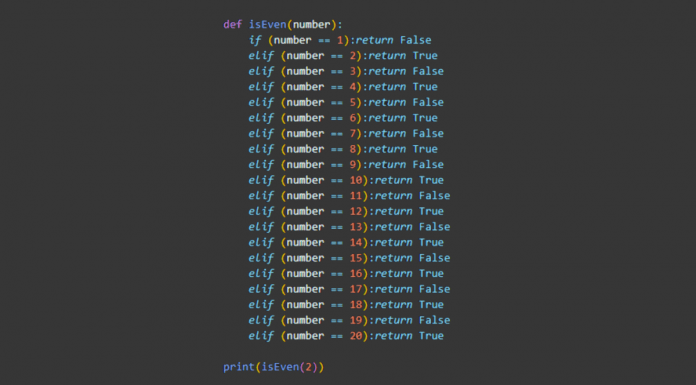 def isEven(number):
    if (number == 1):return False
    elif (number == 2):return True
    elif (number == 3):return False
    elif (number == 4):return True
    elif (number == 5):return False
    elif (number == 6):return True
    elif (number == 7):return False
    elif (number == 8):return True
    elif (number == 9):return False
    elif (number == 10):return True
    elif (number == 11):return False
    elif (number == 12):return True
    elif (number == 13):return False
    elif (number == 14):return True
    elif (number == 15):return False
    elif (number == 16):return True
    elif (number == 17):return False
    elif (number == 18):return True
    elif (number == 19):return False
    elif (number == 20):return True

print(isEven(2))